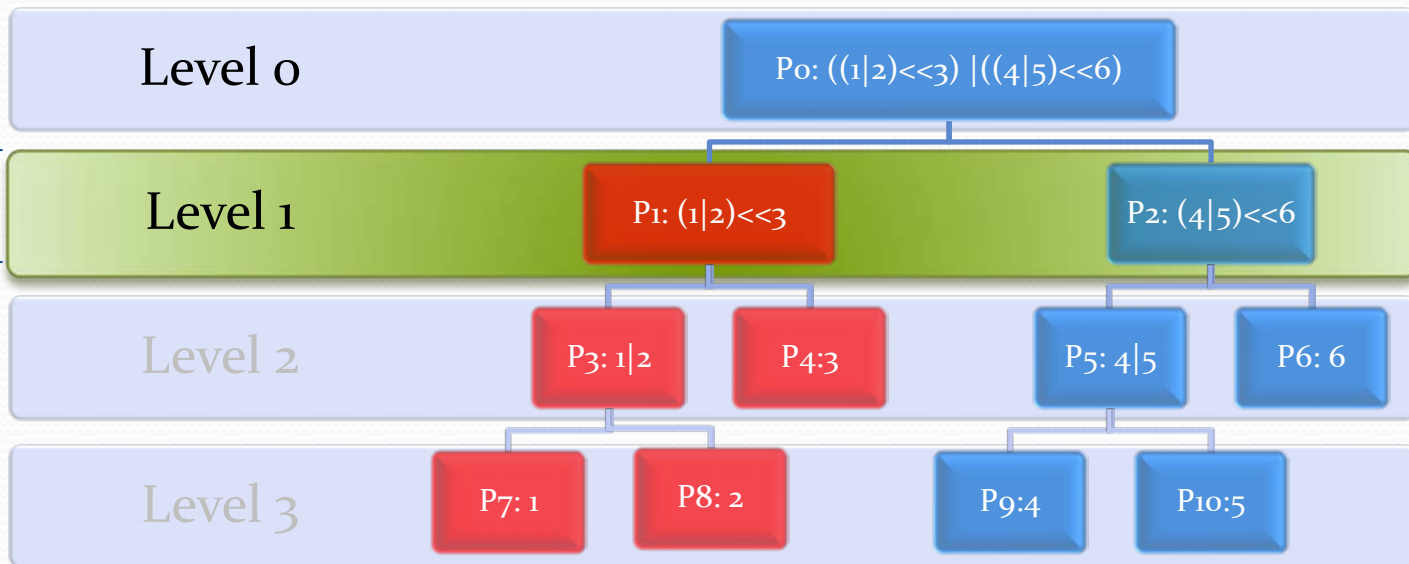 Level 0
P0: ((1|2)<<3) |((4|5)<<6)
Level 1
P1: (1|2)<<3
P2: (4|5)<<6
Level 2
P3: 1|2
P4:3
P5: 4|5
P6: 6
Level 3
P7: 1
P8: 2
P9:4
P10:5